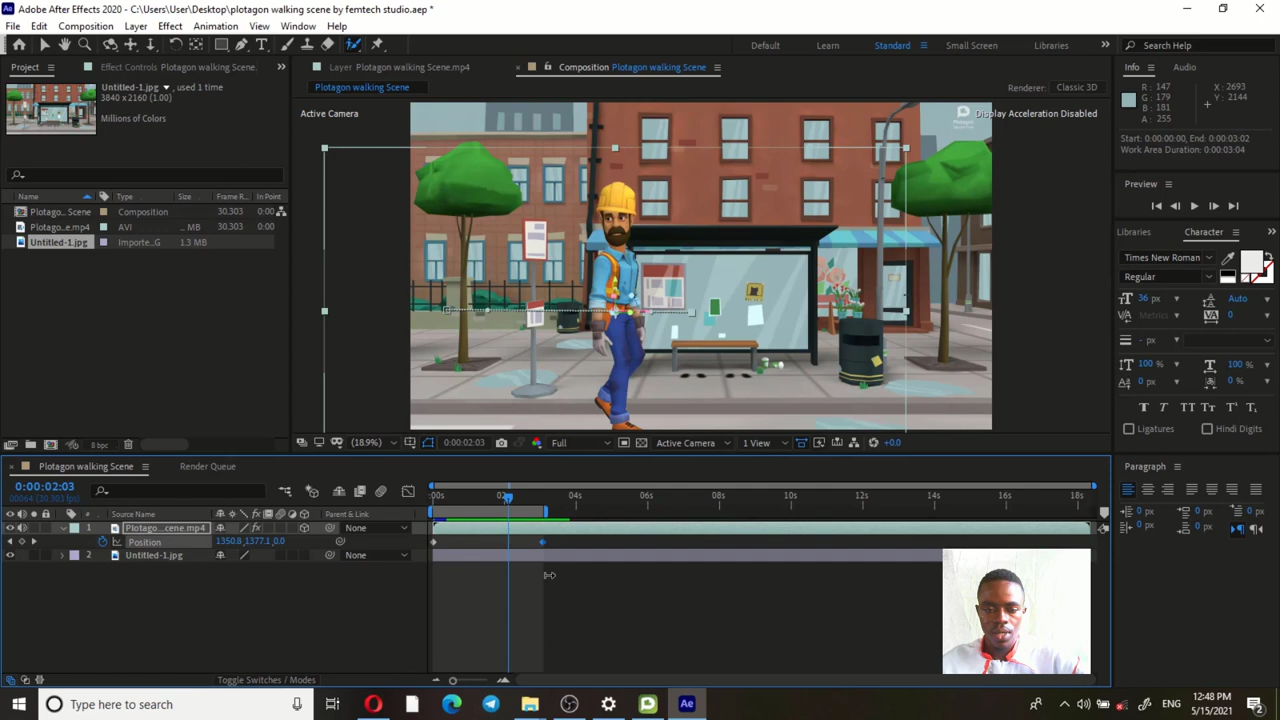 Adobe After Effects 2020 - C:\Users\User\Desktop\plotagon walking scene by femtech studio.aep *
File Edit Composition Layer Effect Animation View Window Help
Default Learn Standard Small Screen Libraries Search Help
Project Effect Controls Plotagon walking Scene. Layer Plotagon walking Scene.mp4 Composition Plotagon walking Scene Info Audio
Untitled-1.jpg , used 1 time
3840 x 2160 (1.00)
Millions of Colors
Plotagon walking Scene Renderer: Classic 3D
Active Camera Display Acceleration Disabled
R : 147 X : 2693
G : 179 Y : 2144
B : 181
A : 255
Start: 0:00:00:00, End: 0:00:03:02
Work Area Duration: 0:00:03:04
Preview
Name Type Size Frame R... In Point
Plotago... Scene Composition 30.303 0:00
Plotago...e.mp4 AVI ... MB 30.303 0:00
Untitled-1.jpg Importe...G 1.3 MB
Libraries Character
Times New Roman
Regular
36 px Auto
Metrics 0
- px
100 % 100 %
0 px 0 %
T T TT Tr T¹ T₁
Ligatures Hindi Digits
8 bpc
(18.9%) 0:00:02:03 Full Active Camera 1 View +0.0
Plotagon walking Scene Render Queue
Paragraph
0:00:02:03
00064 (30.303 fps)
:00s 02s 04s 06s 08s 10s 12s 14s 16s 18s
# Source Name Parent & Link
1 Plotago...cene.mp4 None
Position 1350.8,1377.1,0.0
2 Untitled-1.jpg None
0 px 0 px
0 px
0 px 0 px
Toggle Switches / Modes
Type here to search
ENG
12:48 PM
5/15/2021
2